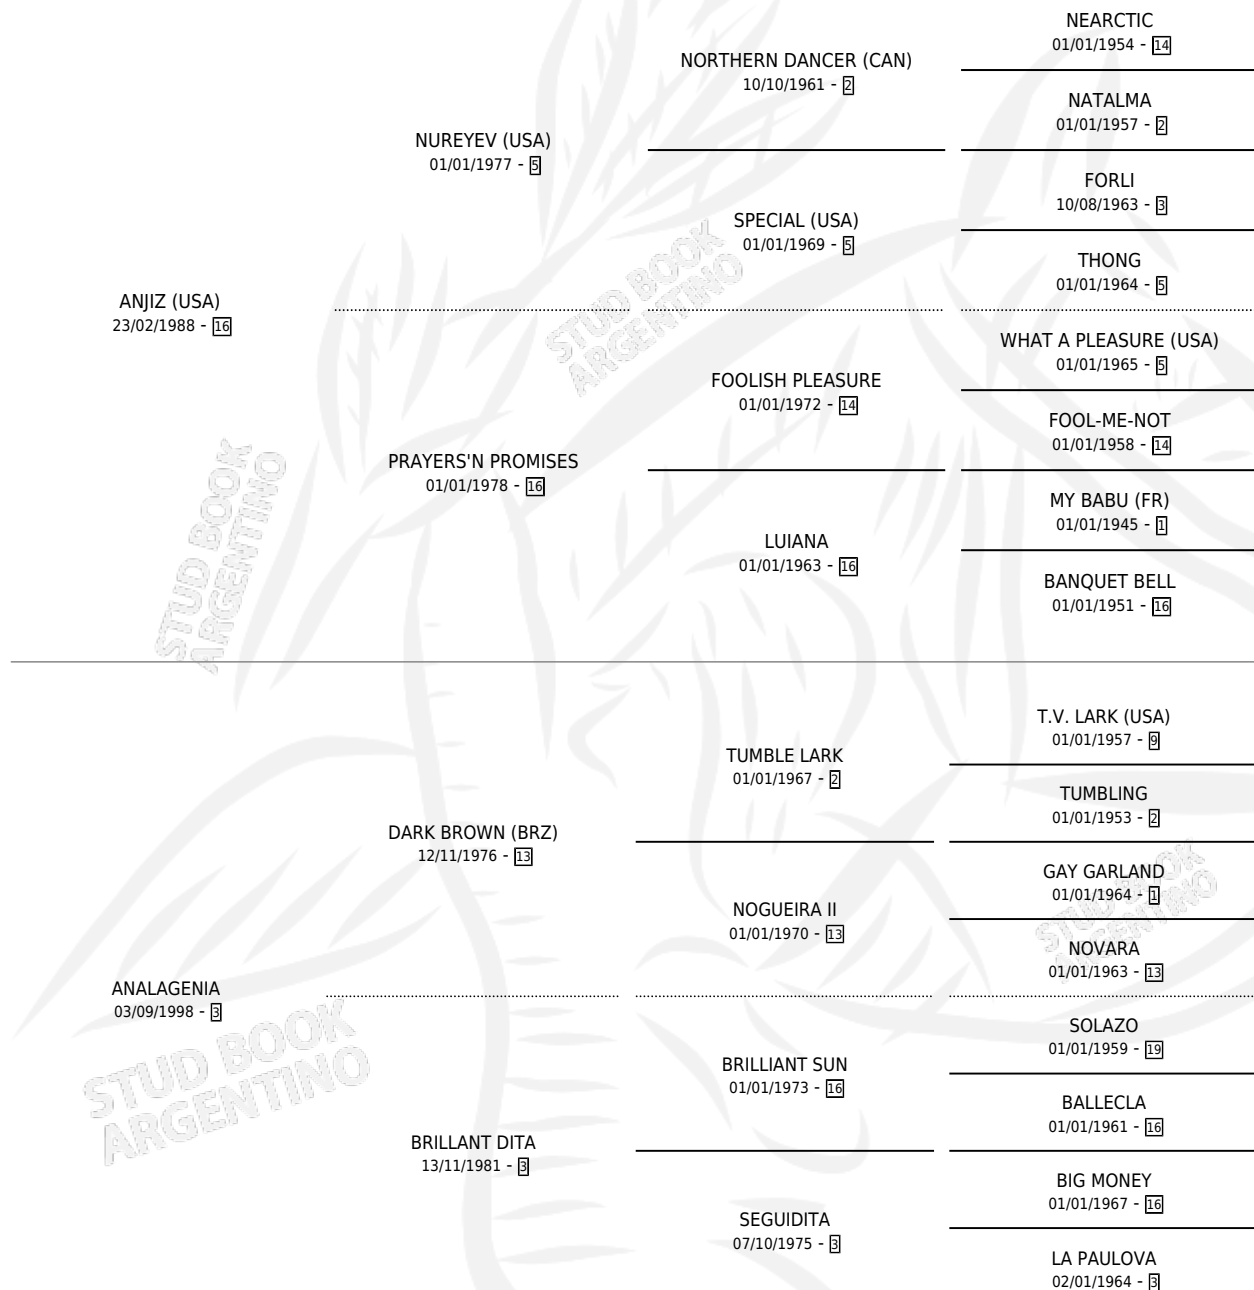 NEARCTIC
01/01/1954 - 14
NORTHERN DANCER (CAN)
10/10/1961 - 2
NATALMA
01/01/1957 - 2
NUREYEV (USA)
01/01/1977 - 5
FORLI
10/08/1963 - 3
SPECIAL (USA)
01/01/1969 - 5
THONG
01/01/1964 - 5
ANJIZ (USA)
23/02/1988 - 16
STUD BOOK
ARGENTINO
WHAT A PLEASURE (USA)
01/01/1965 - 5
FOOLISH PLEASURE
01/01/1972 - 14
FOOL-ME-NOT
01/01/1958 - 14
PRAYERS'N PROMISES
01/01/1978 - 16
MY BABU (FR)
01/01/1945 - 1
LUIANA
01/01/1963 - 16
BANQUET BELL
01/01/1951 - 16
STUD BOOK
ARGENTINO
T.V. LARK (USA)
01/01/1957 - 9
TUMBLE LARK
01/01/1967 - 2
TUMBLING
01/01/1953 - 2
DARK BROWN (BRZ)
12/11/1976 - 13
GAY GARLAND
01/01/1964 - 1
NOGUEIRA II
01/01/1970 - 13
STUD BOOK
ARGENTINO
NOVARA
01/01/1963 - 13
ANALAGENIA
03/09/1998 - 3
SOLAZO
01/01/1959 - 19
BRILLIANT SUN
01/01/1973 - 16
BALLECLA
01/01/1961 - 16
STUD BOOK
ARGENTINO
BRILLANT DITA
13/11/1981 - 3
BIG MONEY
01/01/1967 - 16
SEGUIDITA
07/10/1975 - 3
LA PAULOVA
02/01/1964 - 3